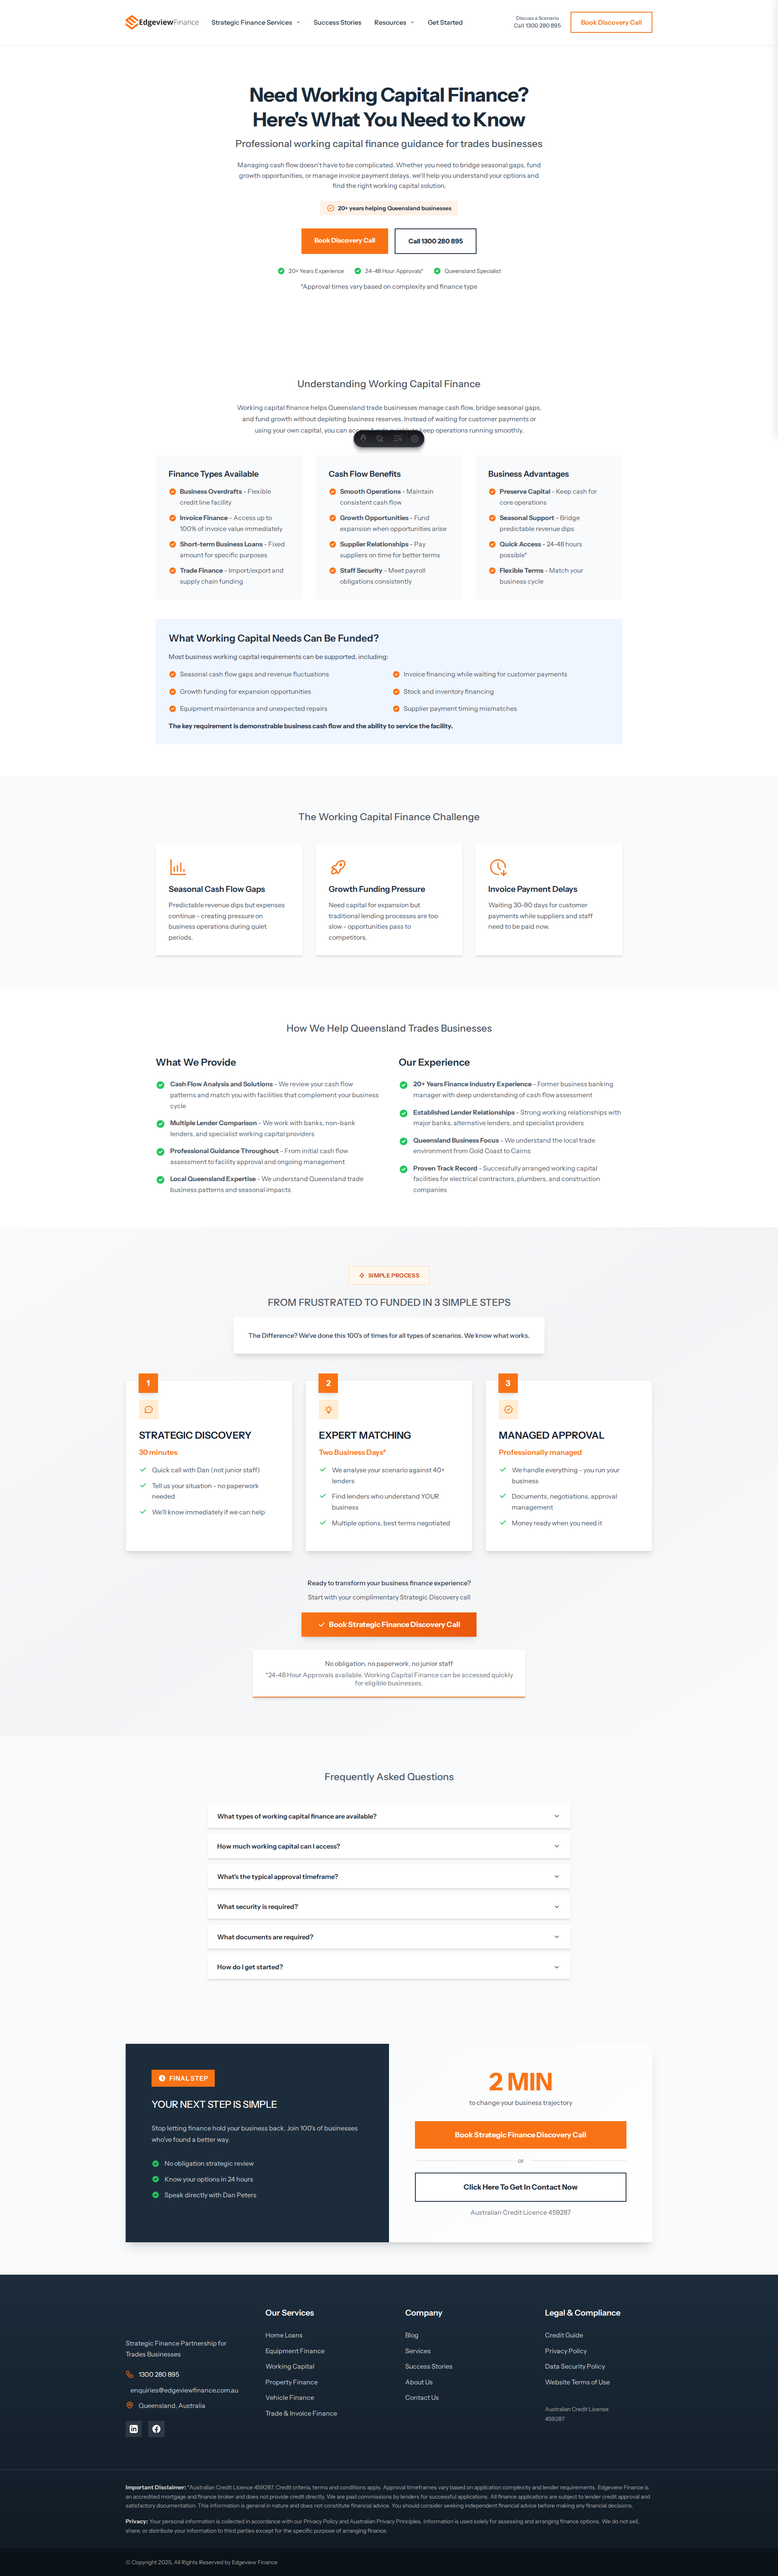 EdgeviewFinance
Strategic Finance Services
Success Stories
Resources
Get Started
Discuss a Scenario
Call 1300 280 895
Book Discovery Call
Need Working Capital Finance?
Here's What You Need to Know
Professional working capital finance guidance for trades businesses
Managing cash flow doesn't have to be complicated. Whether you need to bridge seasonal gaps, fund
growth opportunities, or manage invoice payment delays, we'll help you understand your options and
find the right working capital solution.
20+ years helping Queensland businesses
Book Discovery Call
Call 1300 280 895
20+ Years Experience
24-48 Hour Approvals*
Queensland Specialist
*Approval times vary based on complexity and finance type
Understanding Working Capital Finance
Working capital finance helps Queensland trade businesses manage cash flow, bridge seasonal gaps,
and fund growth without depleting business reserves. Instead of waiting for customer payments or
using your own capital, you can access funds quickly to keep operations running smoothly.
Finance Types Available
Business Overdrafts - Flexible
credit line facility
Invoice Finance - Access up to
100% of invoice value immediately
Short-term Business Loans - Fixed
amount for specific purposes
Trade Finance - Import/export and
supply chain funding
Cash Flow Benefits
Smooth Operations - Maintain
consistent cash flow
Growth Opportunities - Fund
expansion when opportunities arise
Supplier Relationships - Pay
suppliers on time for better terms
Staff Security - Meet payroll
obligations consistently
Business Advantages
Preserve Capital - Keep cash for
core operations
Seasonal Support - Bridge
predictable revenue dips
Quick Access - 24-48 hours
possible*
Flexible Terms - Match your
business cycle
What Working Capital Needs Can Be Funded?
Most business working capital requirements can be supported, including:
Seasonal cash flow gaps and revenue fluctuations
Invoice financing while waiting for customer payments
Growth funding for expansion opportunities
Stock and inventory financing
Equipment maintenance and unexpected repairs
Supplier payment timing mismatches
The key requirement is demonstrable business cash flow and the ability to service the facility.
The Working Capital Finance Challenge
Seasonal Cash Flow Gaps
Predictable revenue dips but expenses
continue - creating pressure on
business operations during quiet
periods.
Growth Funding Pressure
Need capital for expansion but
traditional lending processes are too
slow - opportunities pass to
competitors.
Invoice Payment Delays
Waiting 30-90 days for customer
payments while suppliers and staff
need to be paid now.
How We Help Queensland Trades Businesses
What We Provide
Cash Flow Analysis and Solutions - We review your cash flow
patterns and match you with facilities that complement your business
cycle
Multiple Lender Comparison - We work with banks, non-bank
lenders, and specialist working capital providers
Professional Guidance Throughout - From initial cash flow
assessment to facility approval and ongoing management
Local Queensland Expertise - We understand Queensland trade
business patterns and seasonal impacts
Our Experience
20+ Years Finance Industry Experience - Former business banking
manager with deep understanding of cash flow assessment
Established Lender Relationships - Strong working relationships with
major banks, alternative lenders, and specialist providers
Queensland Business Focus - We understand the local trade
environment from Gold Coast to Cairns
Proven Track Record - Successfully arranged working capital
facilities for electrical contractors, plumbers, and construction
companies
SIMPLE PROCESS
FROM FRUSTRATED TO FUNDED IN 3 SIMPLE STEPS
The Difference? We've done this 100's of times for all types of scenarios. We know what works.
1
STRATEGIC DISCOVERY
30 minutes
Quick call with Dan (not junior staff)
Tell us your situation - no paperwork
needed
We'll know immediately if we can help
2
EXPERT MATCHING
Two Business Days*
We analyse your scenario against 40+
lenders
Find lenders who understand YOUR
business
Multiple options, best terms negotiated
3
MANAGED APPROVAL
Professionally managed
We handle everything - you run your
business
Documents, negotiations, approval
management
Money ready when you need it
Ready to transform your business finance experience?
Start with your complimentary Strategic Discovery call
Book Strategic Finance Discovery Call
No obligation, no paperwork, no junior staff
*24-48 Hour Approvals available. Working Capital Finance can be accessed quickly
for eligible businesses.
Frequently Asked Questions
What types of working capital finance are available?
How much working capital can I access?
What's the typical approval timeframe?
What security is required?
What documents are required?
How do I get started?
FINAL STEP
YOUR NEXT STEP IS SIMPLE
Stop letting finance hold your business back. Join 100's of businesses
who've found a better way.
No obligation strategic review
Know your options in 24 hours
Speak directly with Dan Peters
2 MIN
to change your business trajectory
Book Strategic Finance Discovery Call
or
Click Here To Get In Contact Now
Australian Credit Licence 459287
Strategic Finance Partnership for
Trades Businesses
1300 280 895
enquiries@edgeviewfinance.com.au
Queensland, Australia
Our Services
Home Loans
Equipment Finance
Working Capital
Property Finance
Vehicle Finance
Trade & Invoice Finance
Company
Blog
Services
Success Stories
About Us
Contact Us
Legal & Compliance
Credit Guide
Privacy Policy
Data Security Policy
Website Terms of Use
Australian Credit License
459287
Important Disclaimer: *Australian Credit Licence 459287. Credit criteria, terms and conditions apply. Approval timeframes vary based on application complexity and lender requirements. Edgeview Finance is
an accredited mortgage and finance broker and does not provide credit directly. We are paid commissions by lenders for successful applications. All finance applications are subject to lender credit approval and
satisfactory documentation. This information is general in nature and does not constitute financial advice. You should consider seeking independent financial advice before making any financial decisions.
Privacy: Your personal information is collected in accordance with our Privacy Policy and Australian Privacy Principles. Information is used solely for assessing and arranging finance options. We do not sell,
share, or distribute your information to third parties except for the specific purpose of arranging finance.
© Copyright 2025, All Rights Reserved by Edgeview Finance